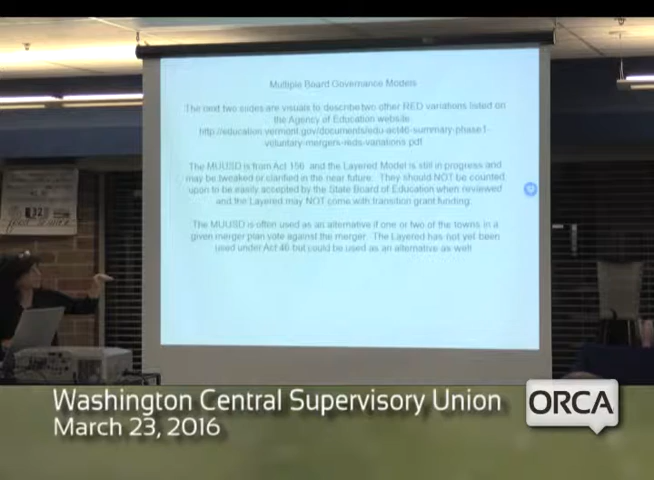 Multiple Board Governance Models
The next two slides are visuals to describe two other RED variations listed on
the Agency of Education website
http://education.vermont.gov/documents/edu-act46-summary-phase1-
voluntary-mergers-reds-variations.pdf
The MUUSD is from Act 156 and the Layered Model is still in progress and
may be tweaked or clarified in the near future. They should NOT be counted
upon to be easily accepted by the State Board of Education when reviewed
and the Layered may NOT come with transition grant funding.
The MUUSD is often used as an alternative if one or two of the towns in a
given merger plan vote against the merger. The Layered has not yet been
used under Act 46 but could be used as an alternative as well
32
Washington Central Supervisory Union
March 23, 2016
ORCA